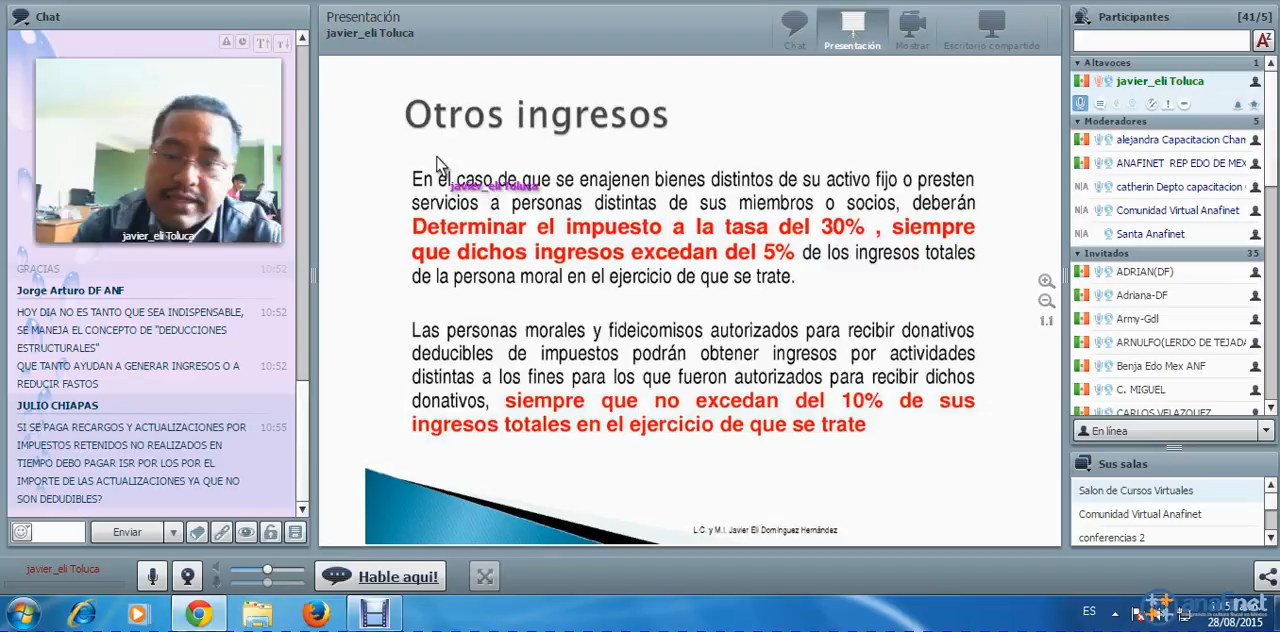 Chat
javier_eli Toluca
GRACIAS 10:52
Jorge Arturo DF ANF
HOY DIA NO ES TANTO QUE SEA INDISPENSABLE, 10:52
SE MANEJA EL CONCEPTO DE "DEDUCCIONES
ESTRUCTURALES"
QUE TANTO AYUDAN A GENERAR INGRESOS O A 10:52
REDUCIR FASTOS
JULIO CHIAPAS
SI SE PAGA RECARGOS Y ACTUALIZACIONES POR 10:55
IMPUESTOS RETENIDOS NO REALIZADOS EN
TIEMPO DEBO PAGAR ISR POR LOS POR EL
IMPORTE DE LAS ACTUALIZACIONES YA QUE NO
SON DEDUDIBLES?
Enviar
Presentación
javier_eli Toluca
Chat
Presentación
Mostrar
Escritorio compartido
Otros ingresos
En el caso de que se enajenen bienes distintos de su activo fijo o presten
javier_eli Toluca
servicios a personas distintas de sus miembros o socios, deberán
Determinar el impuesto a la tasa del 30% , siempre
que dichos ingresos excedan del 5% de los ingresos totales
de la persona moral en el ejercicio de que se trate.
Las personas morales y fideicomisos autorizados para recibir donativos
deducibles de impuestos podrán obtener ingresos por actividades
distintas a los fines para los que fueron autorizados para recibir dichos
donativos, siempre que no excedan del 10% de sus
ingresos totales en el ejercicio de que se trate
L.C. y M.I. Javier Eli Domínguez Hernández
1.1
Participantes [41/5]
Altavoces 1
javier_eli Toluca
Moderadores 5
alejandra Capacitacion Cham
ANAFINET REP EDO DE MEX
N/A catherin Depto capacitacion
N/A Comunidad Virtual Anafinet
N/A Santa Anafinet
Invitados 35
ADRIAN(DF)
Adriana-DF
Army-Gdl
ARNULFO(LERDO DE TEJADA
Benja Edo Mex ANF
C. MIGUEL
CARLOS VELAZQUEZ
En línea
Sus salas
Salon de Cursos Virtuales
Comunidad Virtual Anafinet
conferencias 2
javier_eli Toluca
Hable aqui!
ES
anafinet
28/08/2015